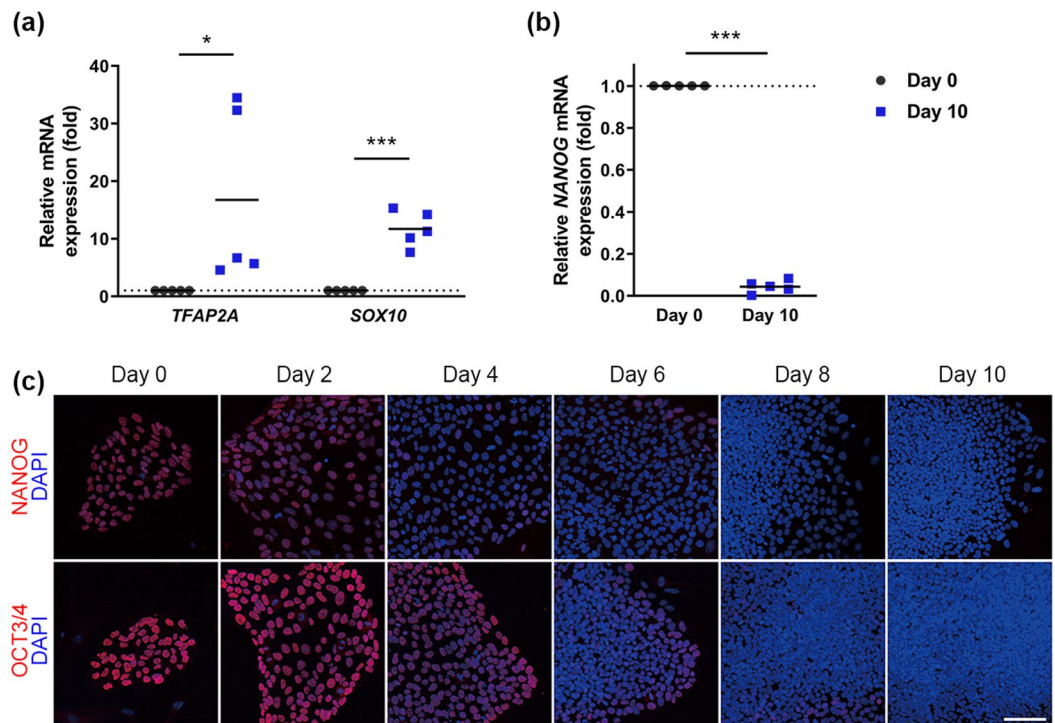 (a)
*
***
Relative mRNA
expression (fold)
40
30
20
10
0
TFAP2A
SOX10
(b)
***
Relative NANOG mRNA
expression (fold)
1.0
0.8
0.6
0.4
0.2
0.0
Day 0
Day 10
Day 0
Day 10
(c)
Day 0
Day 2
Day 4
Day 6
Day 8
Day 10
NANOG
DAPI
OCT3/4
DAPI